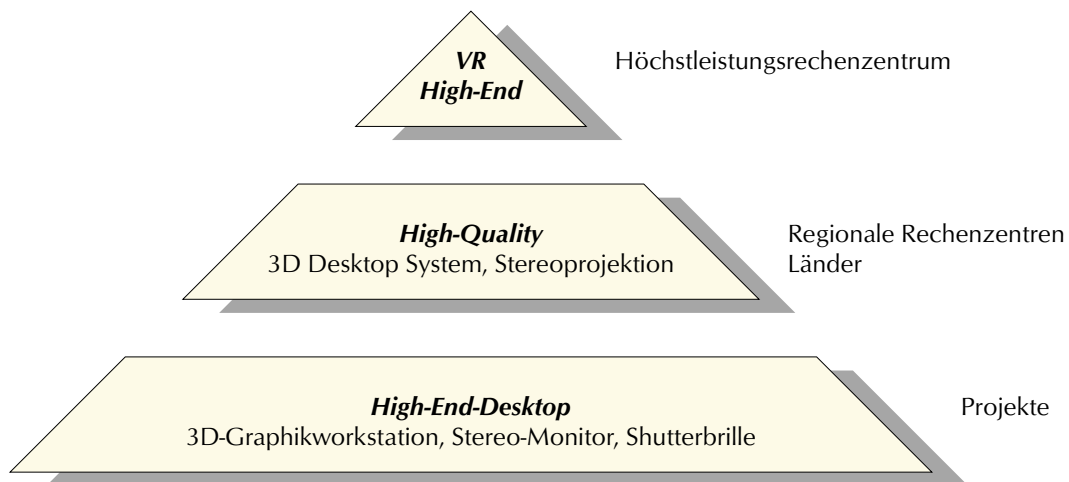 VR
High-End
Höchstleistungsrechenzentrum
High-Quality
3D Desktop System, Stereoprojektion
Regionale Rechenzentren
Länder
High-End-Desktop
3D-Graphikworkstation, Stereo-Monitor, Shutterbrille
Projekte